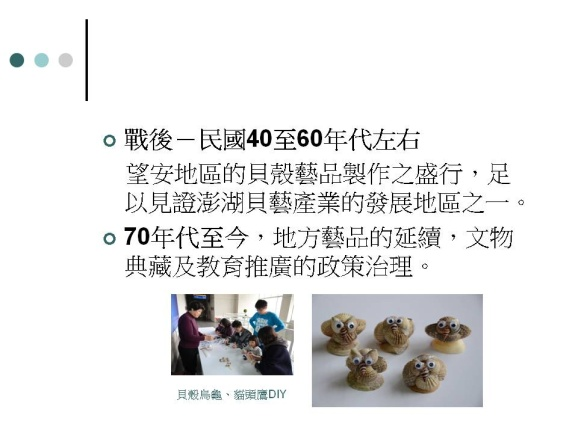 戰後－民國40至60年代左右
望安地區的貝殼藝品製作之盛行，足
以見證澎湖貝藝產業的發展地區之一。
70年代至今，地方藝品的延續，文物
典藏及教育推廣的政策治理。
貝殼烏龜、貓頭鷹DIY